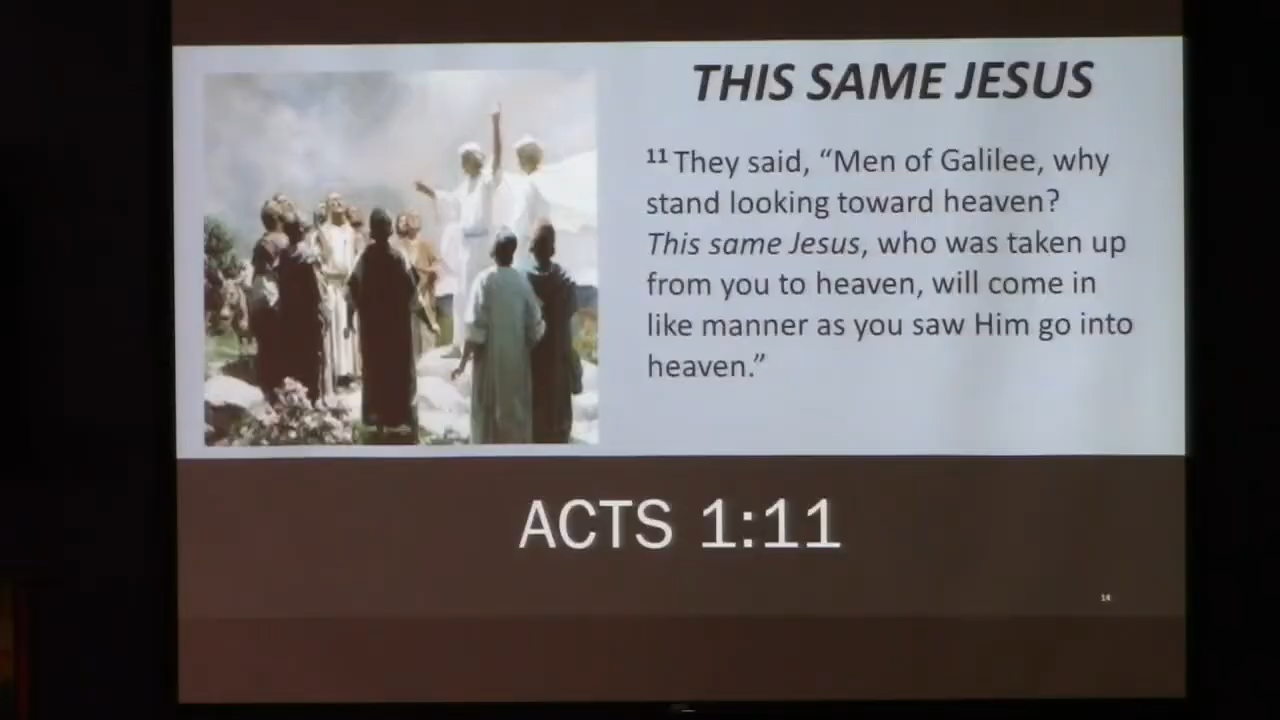 THIS SAME JESUS
11 They said, “Men of Galilee, why
stand looking toward heaven?
This same Jesus, who was taken up
from you to heaven, will come in
like manner as you saw Him go into
heaven.”
ACTS 1:11
14